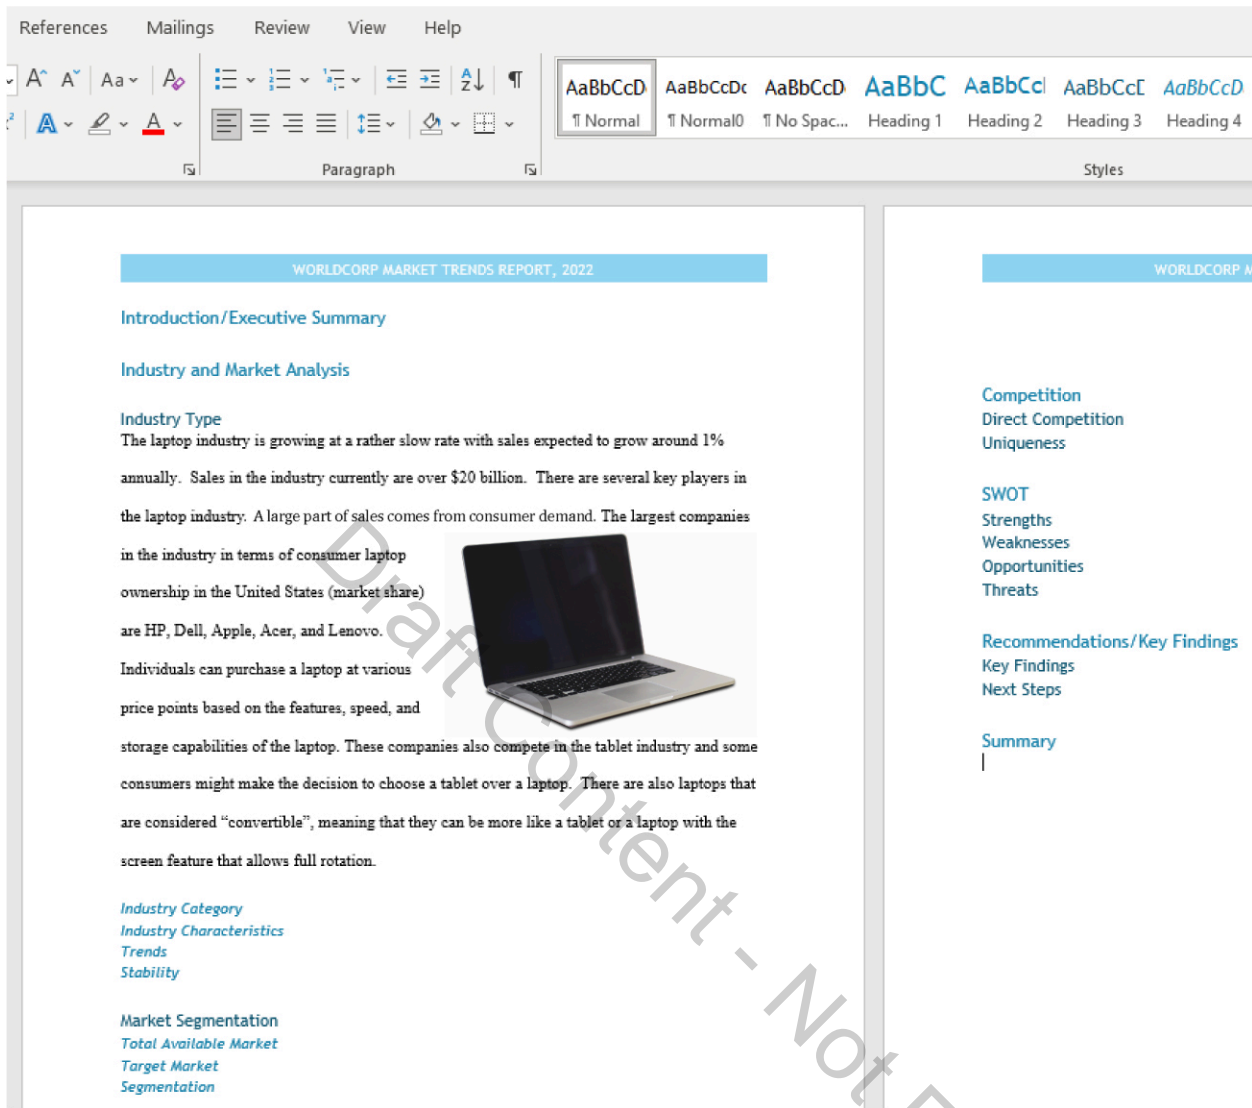 References Mailings Review View Help
A A Aa A
AaBbCcD AaBbCcDc AaBbCcD AaBbC AaBbCc AaBbCcE AaBbCcD
A A
¶ Normal ¶ Normal0 ¶ No Spac... Heading 1 Heading 2 Heading 3 Heading 4
Paragraph Styles
WORLDCORP MARKET TRENDS REPORT, 2022
Introduction/Executive Summary
Industry and Market Analysis
Industry Type
The laptop industry is growing at a rather slow rate with sales expected to grow around 1%
annually. Sales in the industry currently are over $20 billion. There are several key players in
the laptop industry. A large part of sales comes from consumer demand. The largest companies
in the industry in terms of consumer laptop
ownership in the United States (market share)
are HP, Dell, Apple, Acer, and Lenovo.
Individuals can purchase a laptop at various
price points based on the features, speed, and
storage capabilities of the laptop. These companies also compete in the tablet industry and some
consumers might make the decision to choose a tablet over a laptop. There are also laptops that
are considered “convertible”, meaning that they can be more like a tablet or a laptop with the
screen feature that allows full rotation.
Industry Category
Industry Characteristics
Trends
Stability
Market Segmentation
Total Available Market
Target Market
Segmentation
WORLDCORP
Competition
Direct Competition
Uniqueness
SWOT
Strengths
Weaknesses
Opportunities
Threats
Recommendations/Key Findings
Key Findings
Next Steps
Summary
Draft Content - Not